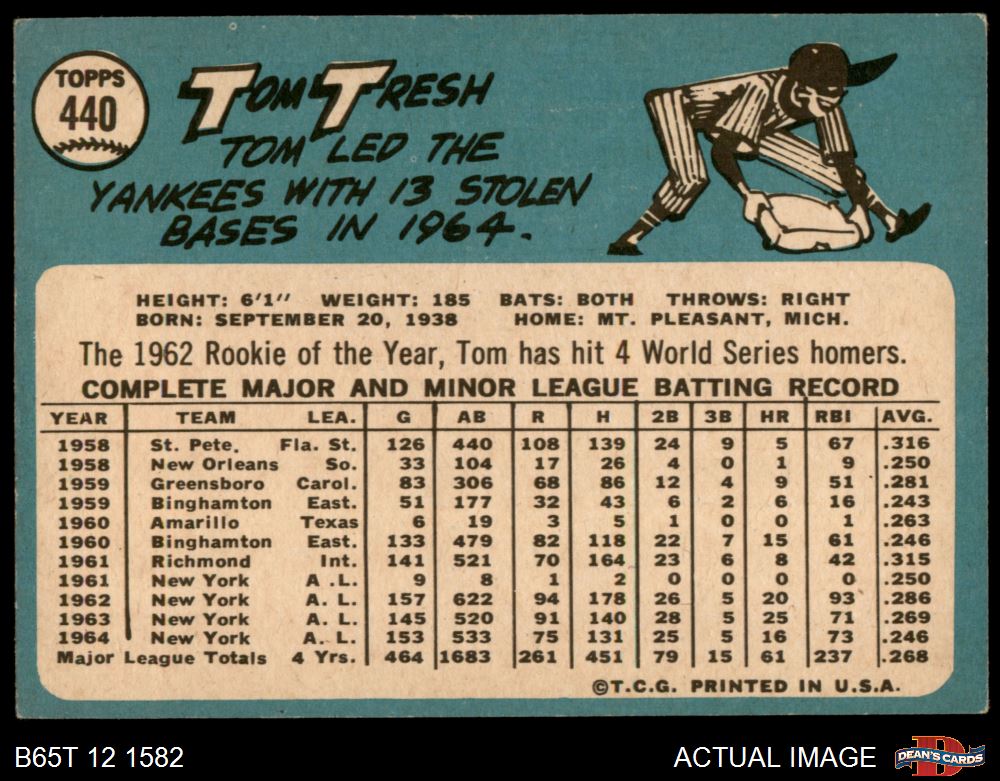 TOPPS
440
TOM TRESH
TOM LED THE
YANKEES WITH 13 STOLEN
BASES IN 1964.
HEIGHT: 6'1" WEIGHT: 185 BATS: BOTH THROWS: RIGHT
BORN: SEPTEMBER 20, 1938 HOME: MT. PLEASANT, MICH.
The 1962 Rookie of the Year, Tom has hit 4 World Series homers.
COMPLETE MAJOR AND MINOR LEAGUE BATTING RECORD
YEAR TEAM LEA. G AB R H 2B 3B HR RBI AVG.
1958 St. Pete. Fla. St. 126 440 108 139 24 9 5 67 .316
1958 New Orleans So. 33 104 17 26 4 0 1 9 .250
1959 Greensboro Carol. 83 306 68 86 12 4 9 51 .281
1959 Binghamton East. 51 177 32 43 6 2 6 16 .243
1960 Amarillo Texas 6 19 3 5 1 0 0 1 .263
1960 Binghamton East. 133 479 82 118 22 7 15 61 .246
1961 Richmond Int. 141 521 70 164 23 6 8 42 .315
1961 New York A.L. 9 8 1 2 0 0 0 0 .250
1962 New York A. L. 157 622 94 178 26 5 20 93 .286
1963 New York A. L. 145 520 91 140 28 5 25 71 .269
1964 New York A. L. 153 533 75 131 25 5 16 73 .246
Major League Totals 4 Yrs. 464 1683 261 451 79 15 61 237 .268
©T.C.G. PRINTED IN U.S.A.
B65T 12 1582
ACTUAL IMAGE
D
DEAN'S CARDS